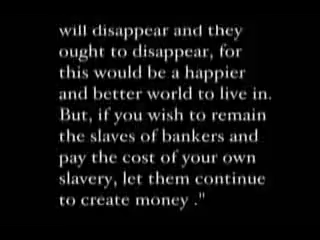 will disappear and they
ought to disappear, for
this would be a happier
and better world to live in.
But, if you wish to remain
the slaves of bankers and
pay the cost of your own
slavery, let them continue
to create money ."